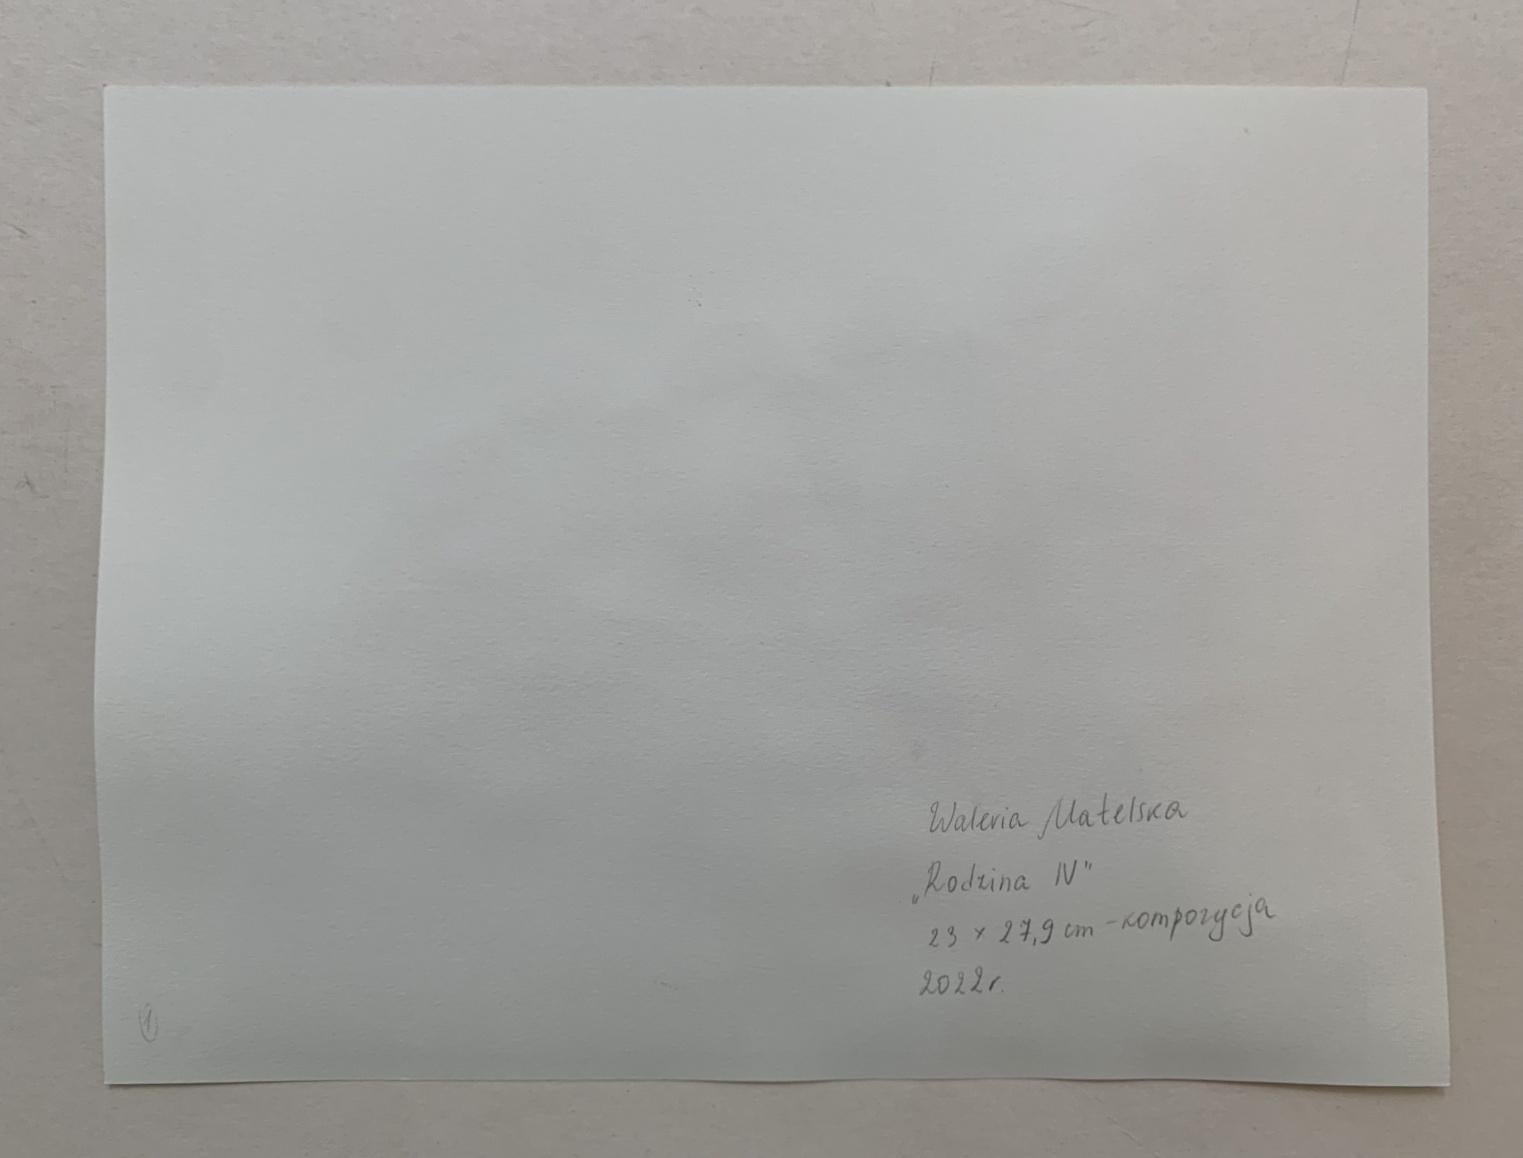 Waleria Matelska
„Rodzina IV"
23 x 27,9 cm - kompozycja
2022r.
1